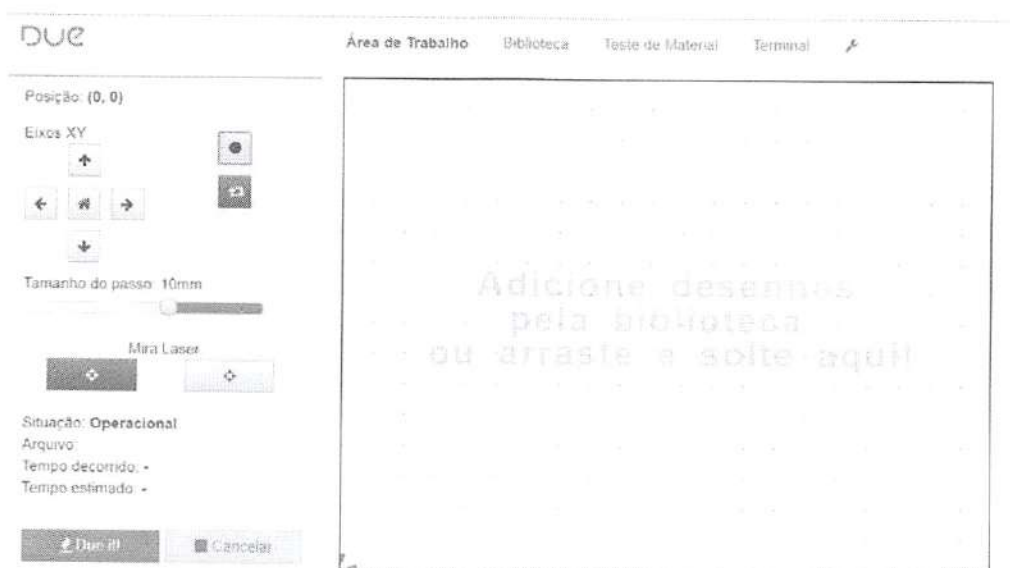 Due
Área de Trabalho Biblioteca Teste de Material Terminal
Posição: (0, 0)
Eixos XY
Tamanho do passo: 10mm
Mira Laser
Situação: Operacional
Arquivo:
Tempo decorrido: -
Tempo estimado: -
Due it! Cancelar
Adicione desenhos
pela biblioteca
ou arraste e solte aqui!